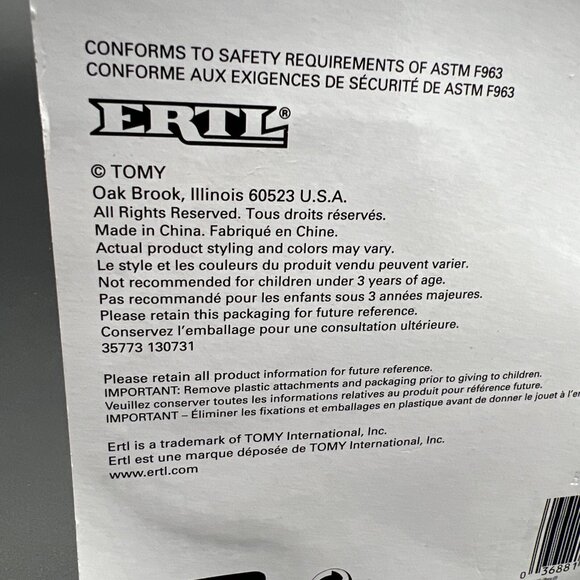 CONFORMS TO SAFETY REQUIREMENTS OF ASTM F963
CONFORME AUX EXIGENCES DE SÉCURITÉ DE ASTM F963
ERTL®
© TOMY
Oak Brook, Illinois 60523 U.S.A.
All Rights Reserved. Tous droits réservés.
Made in China. Fabriqué en Chine.
Actual product styling and colors may vary.
Le style et les couleurs du produit vendu peuvent varier.
Not recommended for children under 3 years of age.
Pas recommandé pour les enfants sous 3 années majeures.
Please retain this packaging for future reference.
Conservez l'emballage pour une consultation ultérieure.
35773 130731
Please retain all product information for future reference.
IMPORTANT: Remove plastic attachments and packaging prior to giving to children.
Veuillez conserver toutes les informations relatives au produit pour référence future.
IMPORTANT – Éliminer les fixations et emballages en plastique avant de donner le jouet à l'e
Ertl is a trademark of TOMY International, Inc.
Ertl est une marque déposée de TOMY International, Inc.
www.ertl.com
0 36881